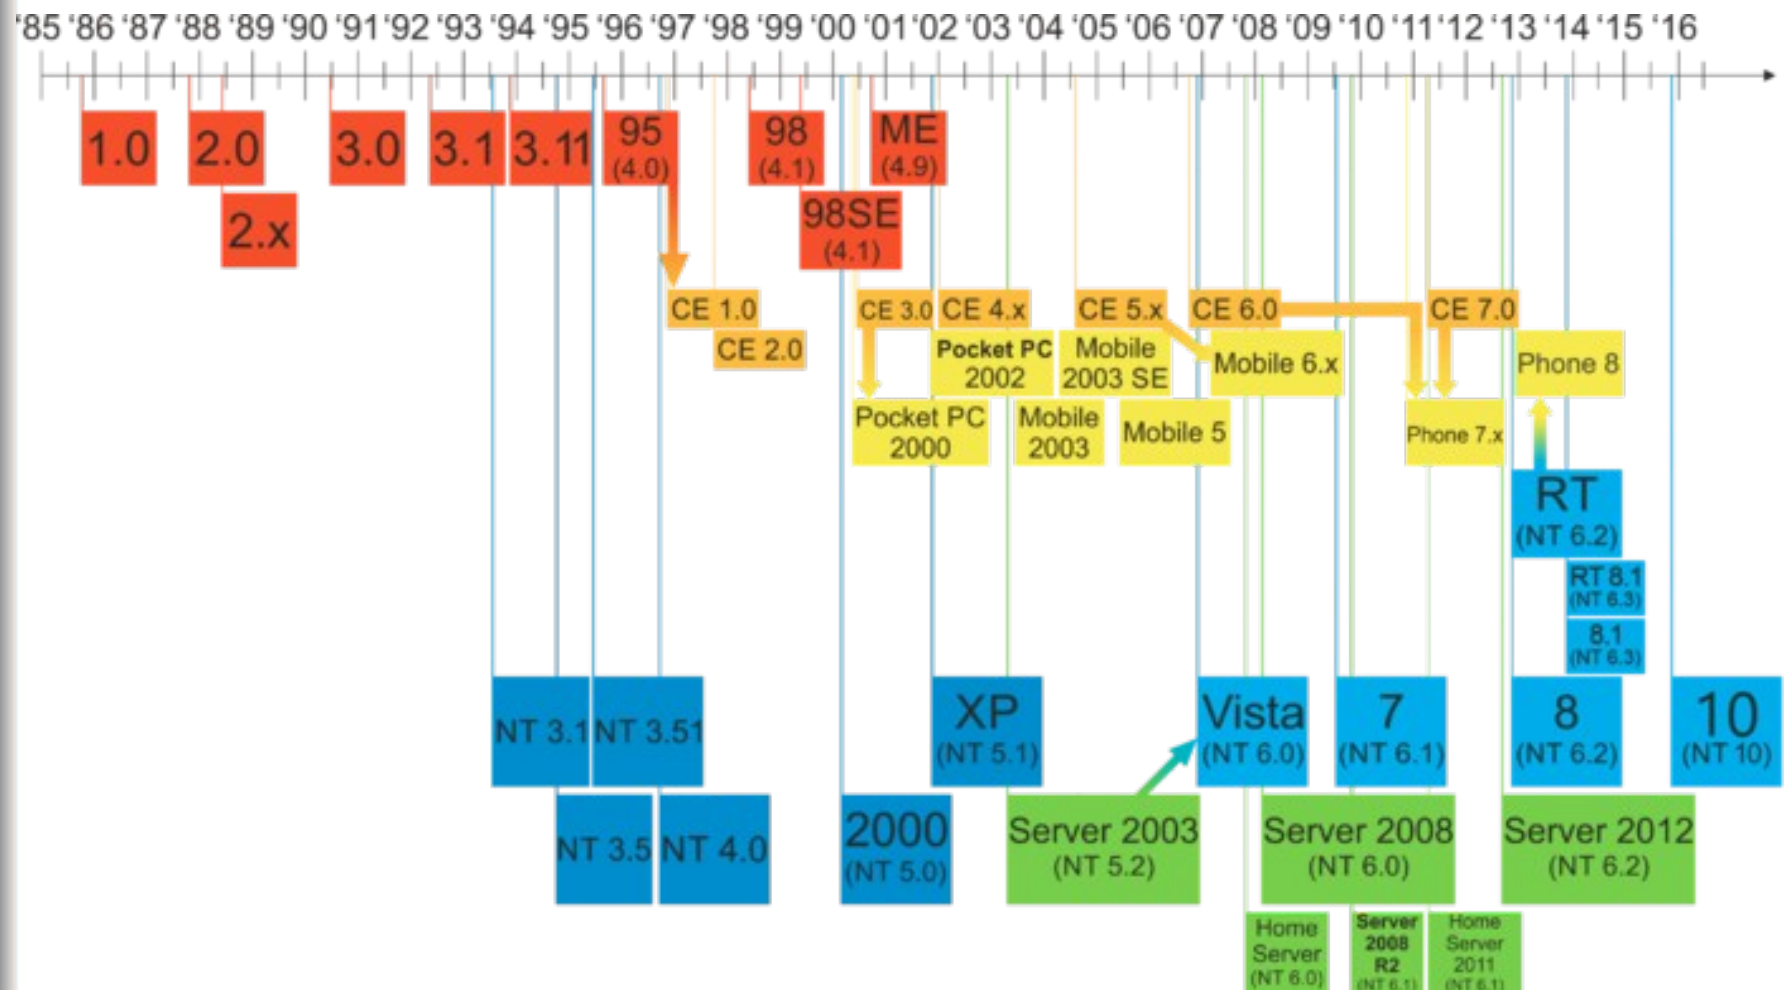 ‘85 ‘86 ‘87 ‘88 ‘89 ‘90 ‘91 ‘92 ‘93 ‘94 ‘95 ‘96 ‘97 ‘98 ‘99 ‘00 ‘01 ‘02 ‘03 ‘04 ‘05 ‘06 ‘07 ‘08 ‘09 ‘10 ‘11 ‘12 ‘13 ‘14 ‘15 ‘16
1.0
2.0
2.x
3.0
3.1
3.11
95
(4.0)
98
(4.1)
98SE
(4.1)
ME
(4.9)
CE 1.0
CE 2.0
CE 3.0
CE 4.x
CE 5.x
CE 6.0
CE 7.0
Pocket PC
2002
Mobile
2003 SE
Mobile 6.x
Phone 8
Pocket PC
2000
Mobile
2003
Mobile 5
Phone 7.x
RT
(NT 6.2)
RT 8.1
(NT 6.3)
8.1
(NT 6.3)
NT 3.1
NT 3.51
XP
(NT 5.1)
Vista
(NT 6.0)
7
(NT 6.1)
8
(NT 6.2)
10
(NT 10)
NT 3.5
NT 4.0
2000
(NT 5.0)
Server 2003
(NT 5.2)
Server 2008
(NT 6.0)
Server 2012
(NT 6.2)
Home
Server
(NT 6.0)
Server
2008
R2
(NT 6.1)
Home
Server
2011
(NT 6.1)